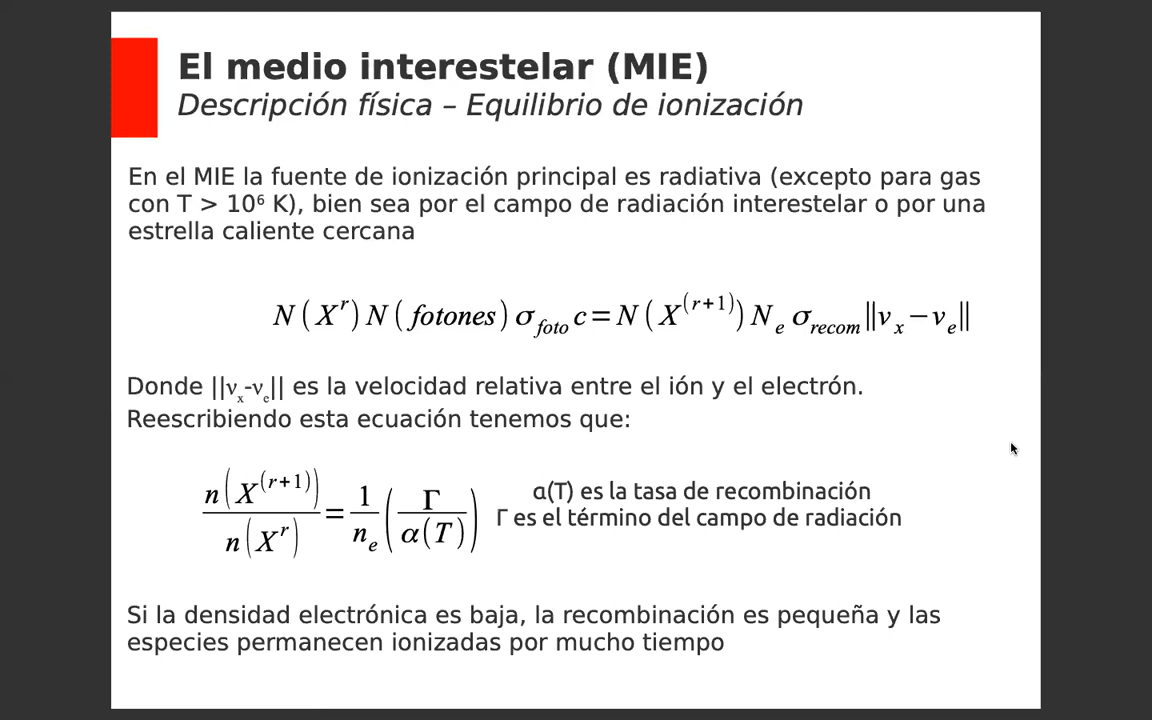 El medio interestelar (MIE)
Descripción física – Equilibrio de ionización
En el MIE la fuente de ionización principal es radiativa (excepto para gas
con T > 10⁶ K), bien sea por el campo de radiación interestelar o por una
estrella caliente cercana
N(X^r) N(fotones) σ_foto c = N(X^(r+1)) N_e σ_recom ||v_x − v_e||
Donde ||v_x-v_e|| es la velocidad relativa entre el ión y el electrón.
Reescribiendo esta ecuación tenemos que:
n(X^(r+1)) / n(X^r) = 1/n_e (Γ / α(T))
α(T) es la tasa de recombinación
Γ es el término del campo de radiación
Si la densidad electrónica es baja, la recombinación es pequeña y las
especies permanecen ionizadas por mucho tiempo